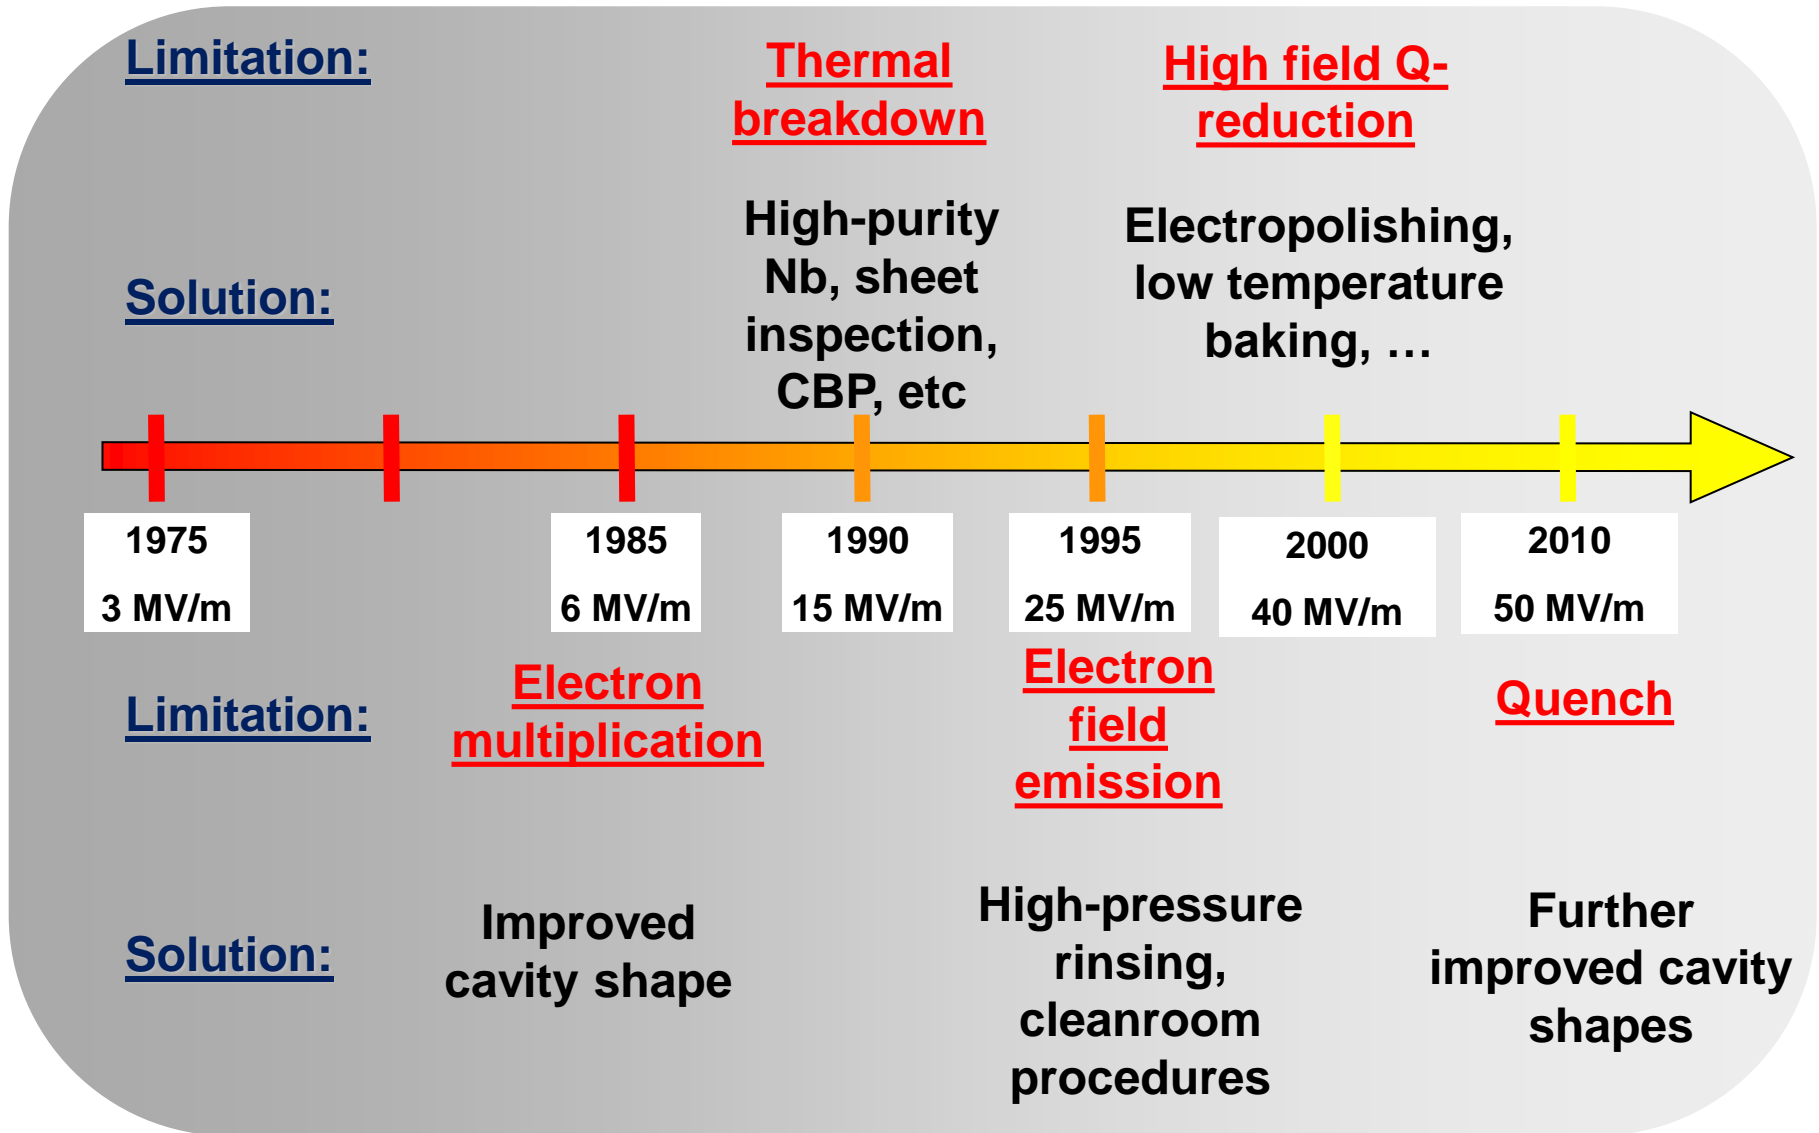 Limitation:
Thermal
breakdown
High field Q-
reduction
Solution:
High-purity
Nb, sheet
inspection,
CBP, etc
Electropolishing,
low temperature
baking, …
1975
3 MV/m
1985
6 MV/m
1990
15 MV/m
1995
25 MV/m
2000
40 MV/m
2010
50 MV/m
Limitation:
Electron
multiplication
Electron
field
emission
Quench
Solution:
Improved
cavity shape
High-pressure
rinsing,
cleanroom
procedures
Further
improved cavity
shapes